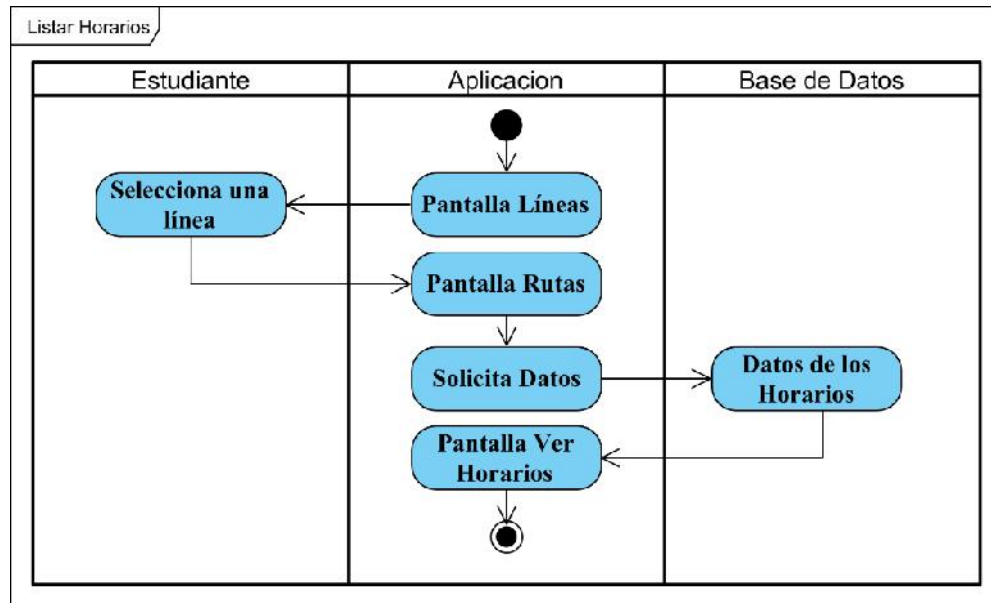 Listar Horarios
Estudiante
Aplicacion
Base de Datos
Selecciona una
línea
Pantalla Líneas
Pantalla Rutas
Solicita Datos
Datos de los
Horarios
Pantalla Ver
Horarios